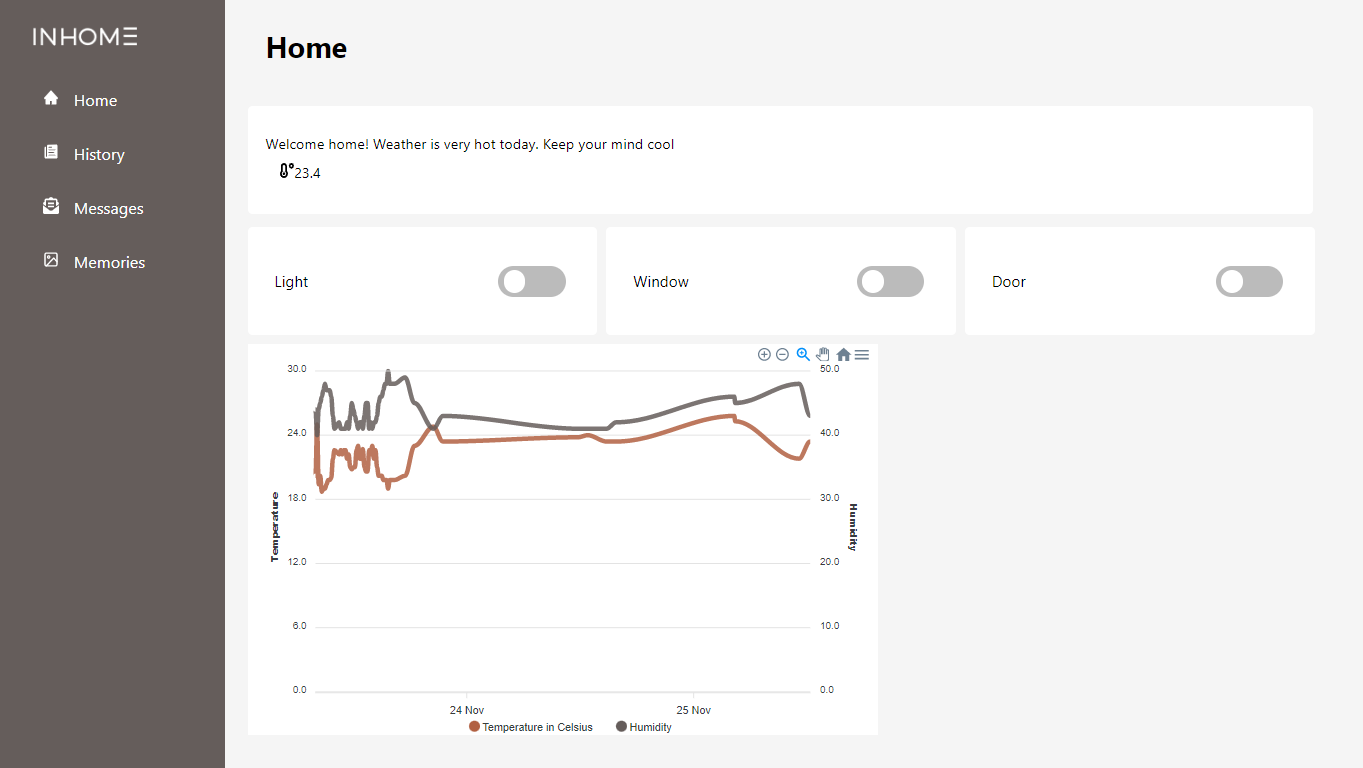 INHOME
Home
History
Messages
Memories
Home
Welcome home! Weather is very hot today. Keep your mind cool
23.4
Light
Window
Door
30.0
24.0
18.0
12.0
6.0
0.0
Temperature
50.0
40.0
30.0
20.0
10.0
0.0
Humidity
24 Nov
25 Nov
Temperature in Celsius
Humidity